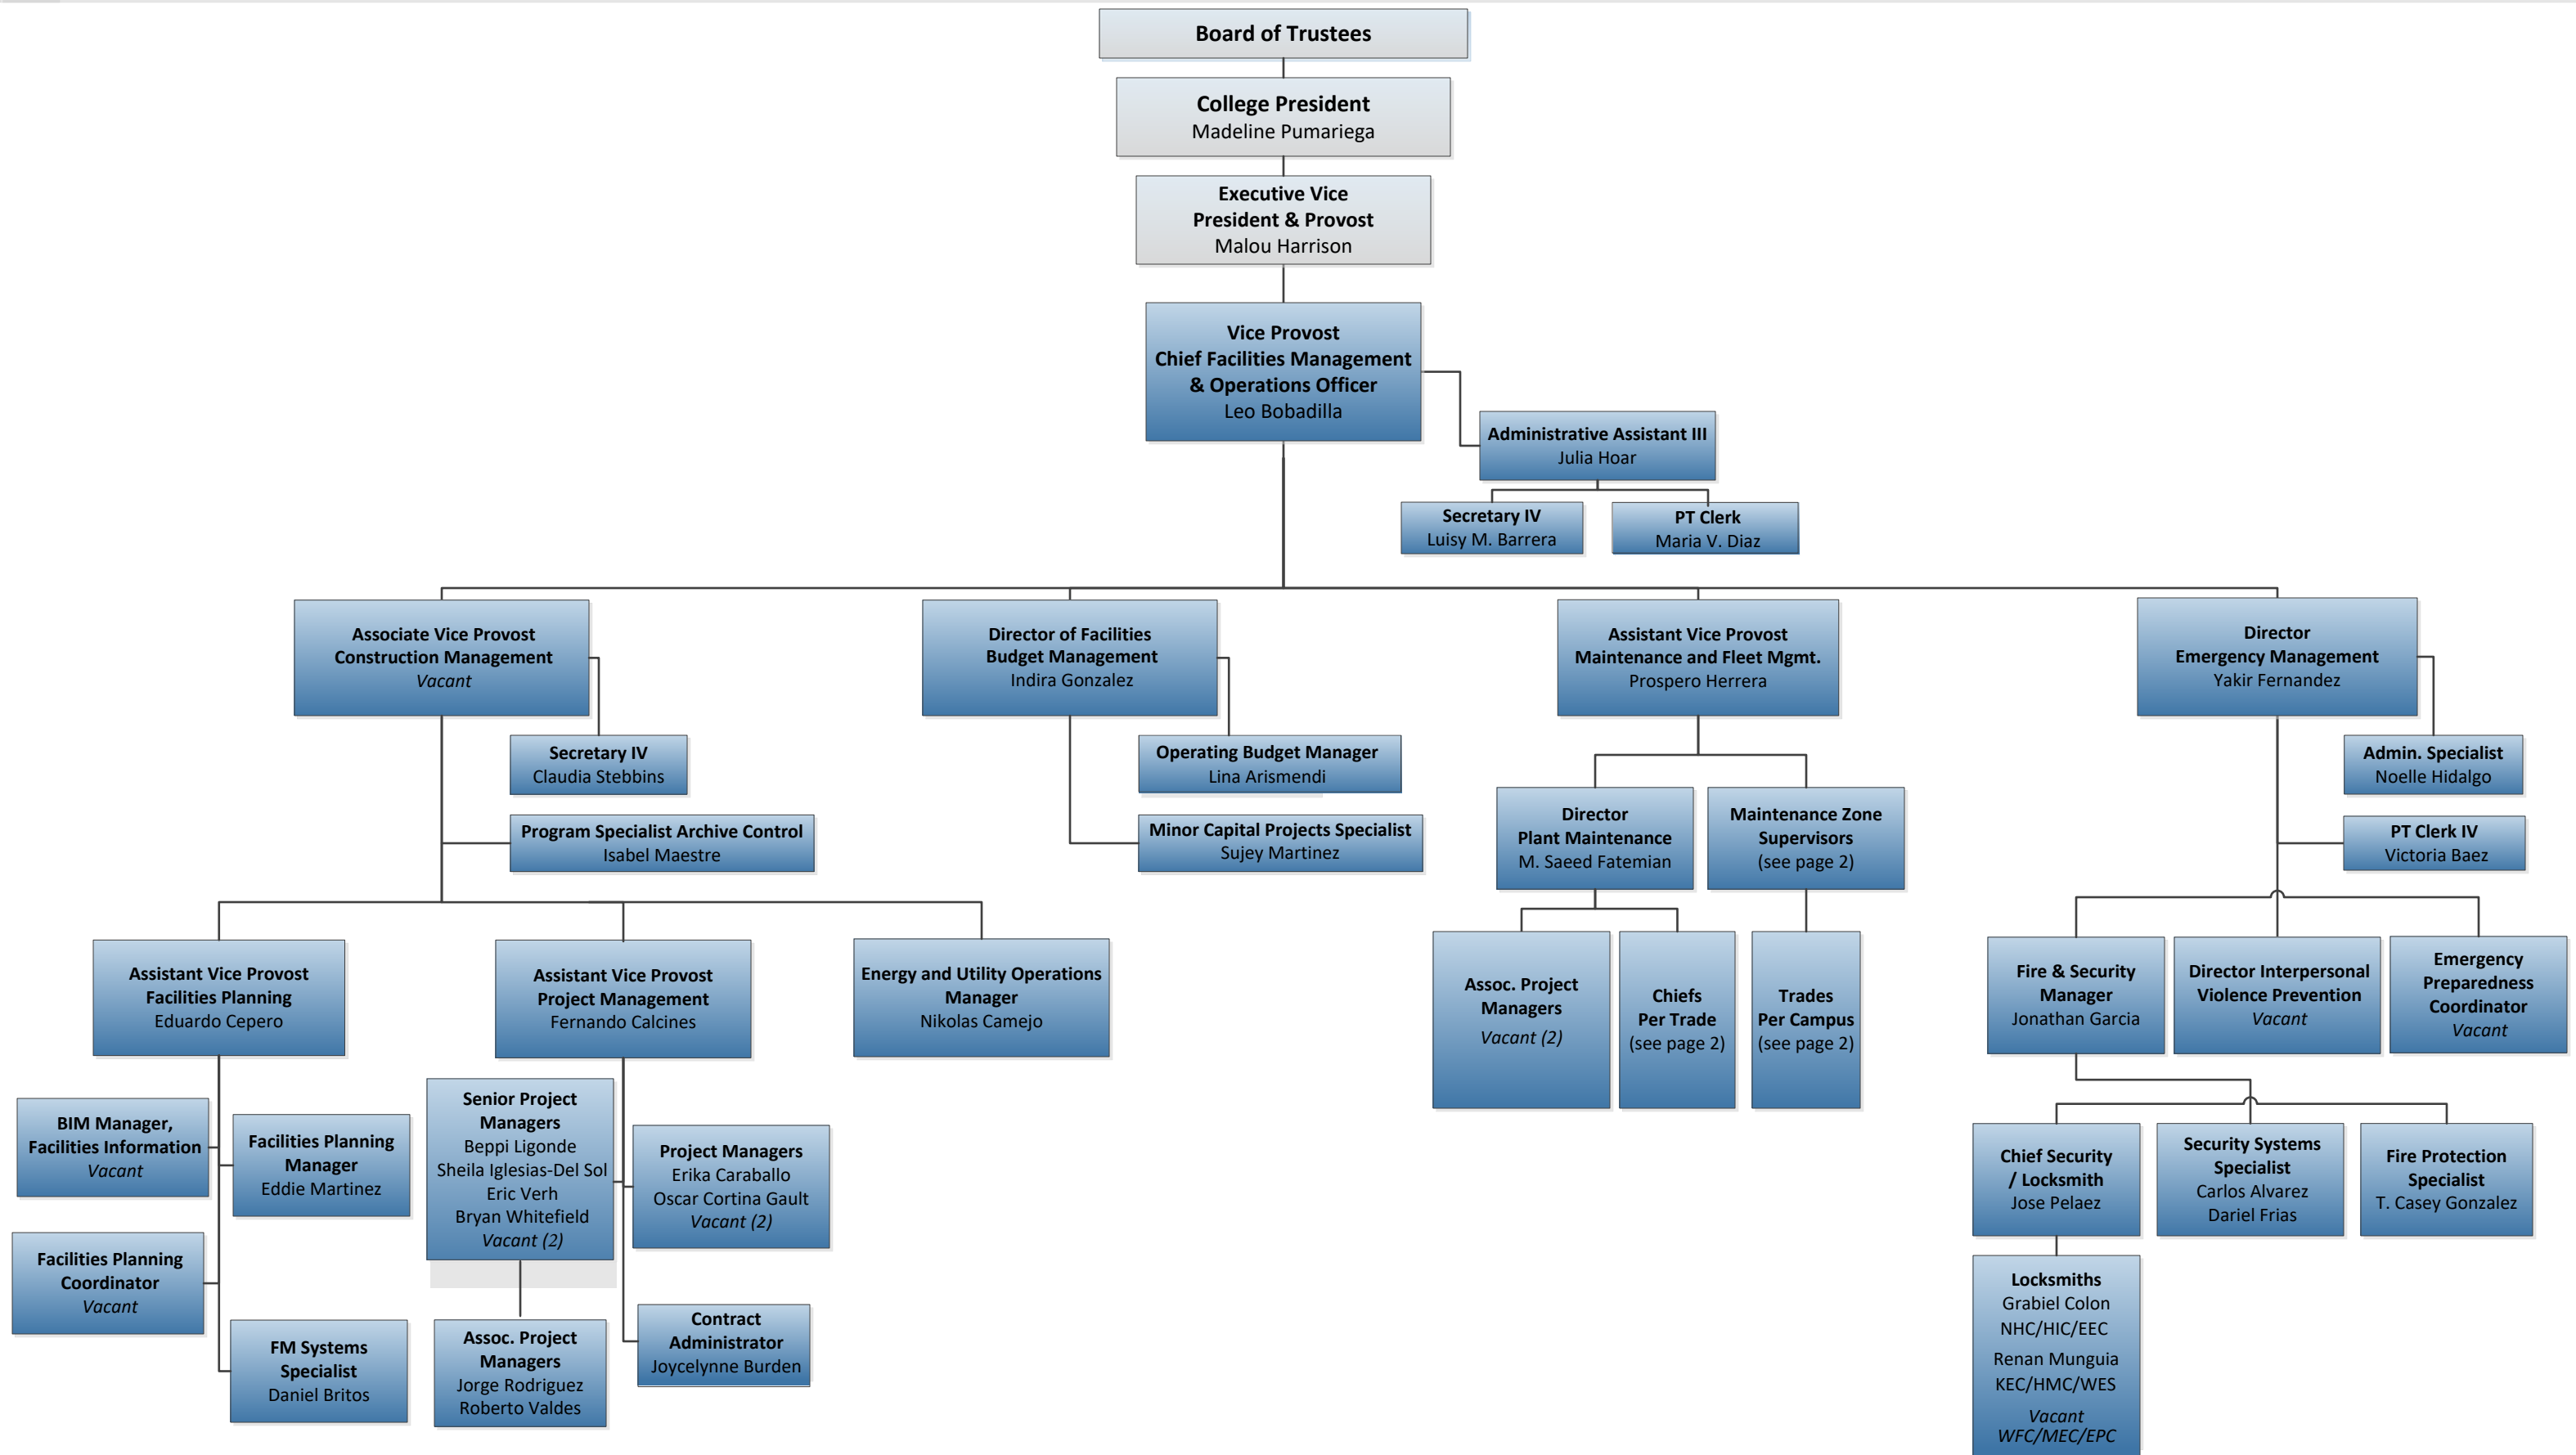 Board of Trustees
College President
Madeline Pumariega
Executive Vice
President & Provost
Malou Harrison
Vice Provost
Chief Facilities Management
& Operations Officer
Leo Bobadilla
Administrative Assistant III
Julia Hoar
Secretary IV
Luisy M. Barrera
PT Clerk
Maria V. Diaz
Associate Vice Provost
Construction Management
Vacant
Director of Facilities
Budget Management
Indira Gonzalez
Assistant Vice Provost
Maintenance and Fleet Mgmt.
Prospero Herrera
Director
Emergency Management
Yakir Fernandez
Secretary IV
Claudia Stebbins
Operating Budget Manager
Lina Arismendi
Admin. Specialist
Noelle Hidalgo
Program Specialist Archive Control
Isabel Maestre
Minor Capital Projects Specialist
Sujey Martinez
Director
Plant Maintenance
M. Saeed Fatemian
Maintenance Zone
Supervisors
(see page 2)
PT Clerk IV
Victoria Baez
Assistant Vice Provost
Facilities Planning
Eduardo Cepero
Assistant Vice Provost
Project Management
Fernando Calcines
Energy and Utility Operations
Manager
Nikolas Camejo
Assoc. Project
Managers
Vacant (2)
Chiefs
Per Trade
(see page 2)
Trades
Per Campus
(see page 2)
Fire & Security
Manager
Jonathan Garcia
Director Interpersonal
Violence Prevention
Vacant
Emergency
Preparedness
Coordinator
Vacant
BIM Manager,
Facilities Information
Vacant
Facilities Planning
Manager
Eddie Martinez
Senior Project
Managers
Beppi Ligonde
Sheila Iglesias-Del Sol
Eric Verh
Bryan Whitefield
Vacant (2)
Project Managers
Erika Caraballo
Oscar Cortina Gault
Vacant (2)
Chief Security
/ Locksmith
Jose Pelaez
Security Systems
Specialist
Carlos Alvarez
Dariel Frias
Fire Protection
Specialist
T. Casey Gonzalez
Facilities Planning
Coordinator
Vacant
FM Systems
Specialist
Daniel Britos
Assoc. Project
Managers
Jorge Rodriguez
Roberto Valdes
Contract
Administrator
Joycelynne Burden
Locksmiths
Grabiel Colon
NHC/HIC/EEC
Renan Munguia
KEC/HMC/WES
Vacant
WFC/MEC/EPC